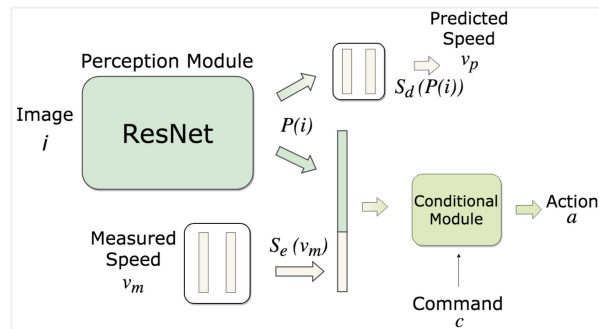 Perception Module
Image
i
ResNet
P(i)
Predicted
Speed
v_p
S_d (P(i))
Measured
Speed
v_m
S_e (v_m)
Conditional
Module
Action
a
Command
c